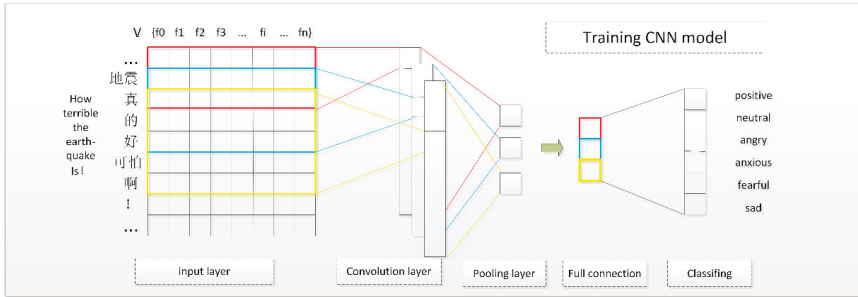 Training CNN model
V {f0 f1 f2 f3 ... fi ... fn}
...
地震
真
的
好
可怕
啊
!
...
How
terrible
the
earth-
quake
Is!
positive
neutral
angry
anxious
fearful
sad
input layer
Convolution layer
Pooling layer
Full connection
Classifing